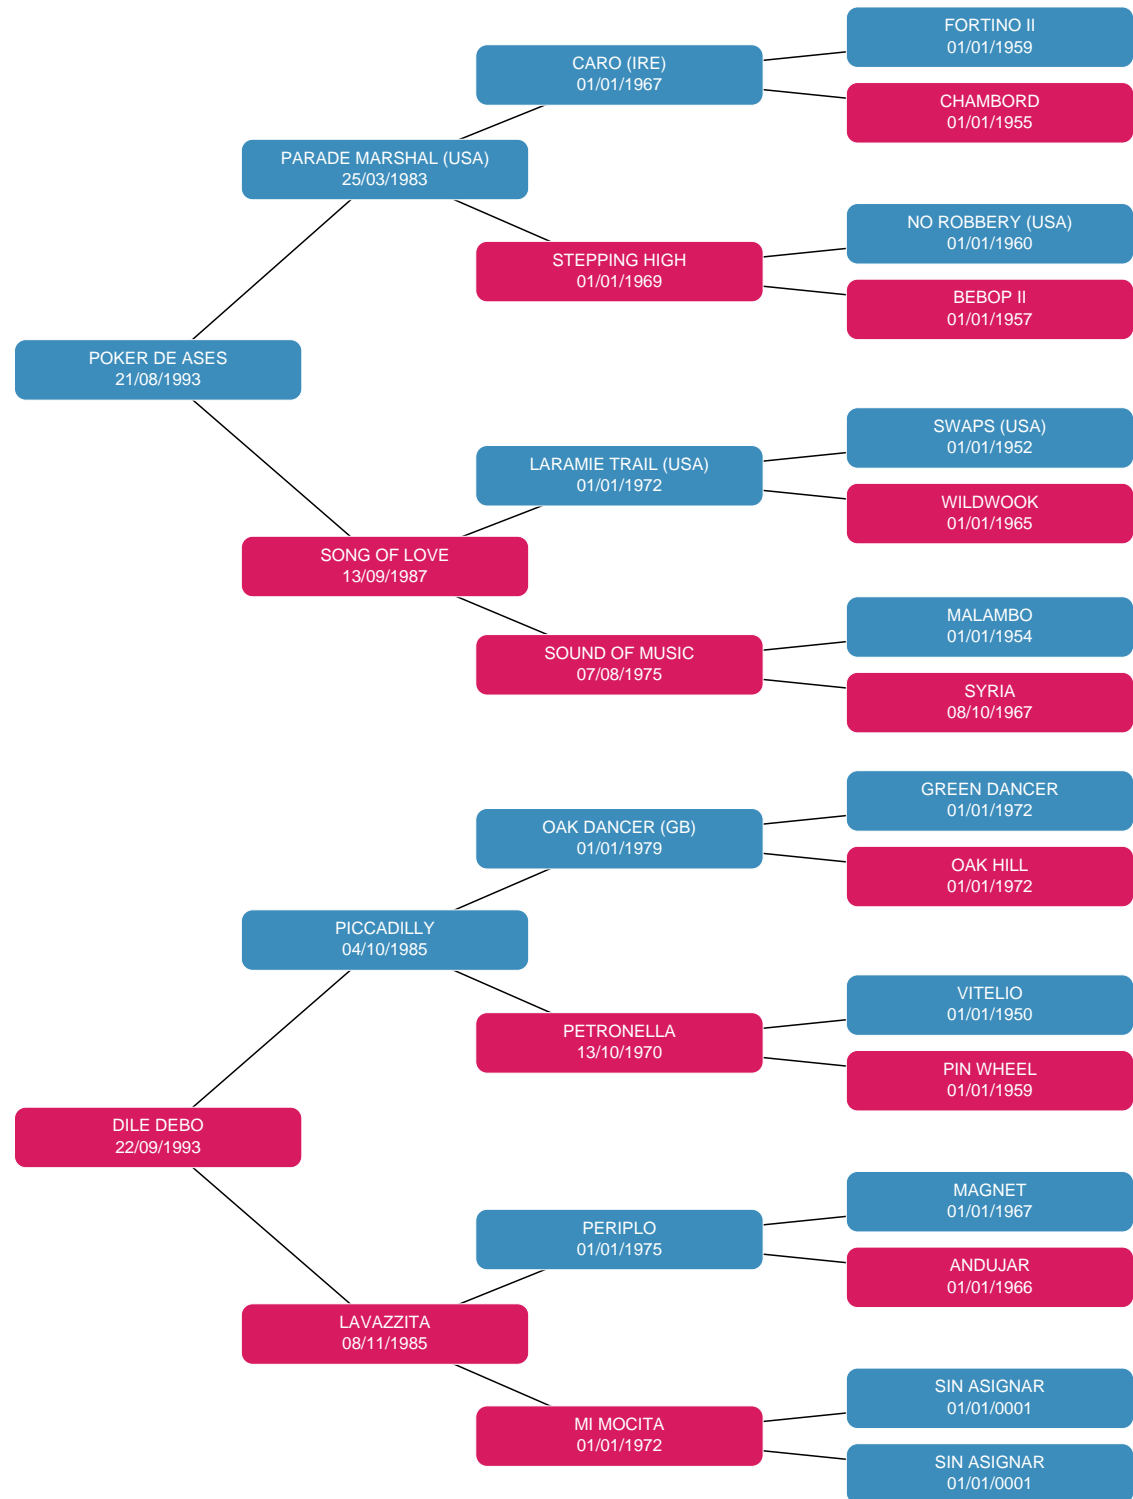 FORTINO II
01/01/1959
CARO (IRE)
01/01/1967
CHAMBORD
01/01/1955
PARADE MARSHAL (USA)
25/03/1983
NO ROBBERY (USA)
01/01/1960
STEPPING HIGH
01/01/1969
BEBOP II
01/01/1957
POKER DE ASES
21/08/1993
SWAPS (USA)
01/01/1952
LARAMIE TRAIL (USA)
01/01/1972
WILDWOOK
01/01/1965
SONG OF LOVE
13/09/1987
MALAMBO
01/01/1954
SOUND OF MUSIC
07/08/1975
SYRIA
08/10/1967
GREEN DANCER
01/01/1972
OAK DANCER (GB)
01/01/1979
OAK HILL
01/01/1972
PICCADILLY
04/10/1985
VITELIO
01/01/1950
PETRONELLA
13/10/1970
PIN WHEEL
01/01/1959
DILE DEBO
22/09/1993
MAGNET
01/01/1967
PERIPLO
01/01/1975
ANDUJAR
01/01/1966
LAVAZZITA
08/11/1985
SIN ASIGNAR
01/01/0001
MI MOCITA
01/01/1972
SIN ASIGNAR
01/01/0001